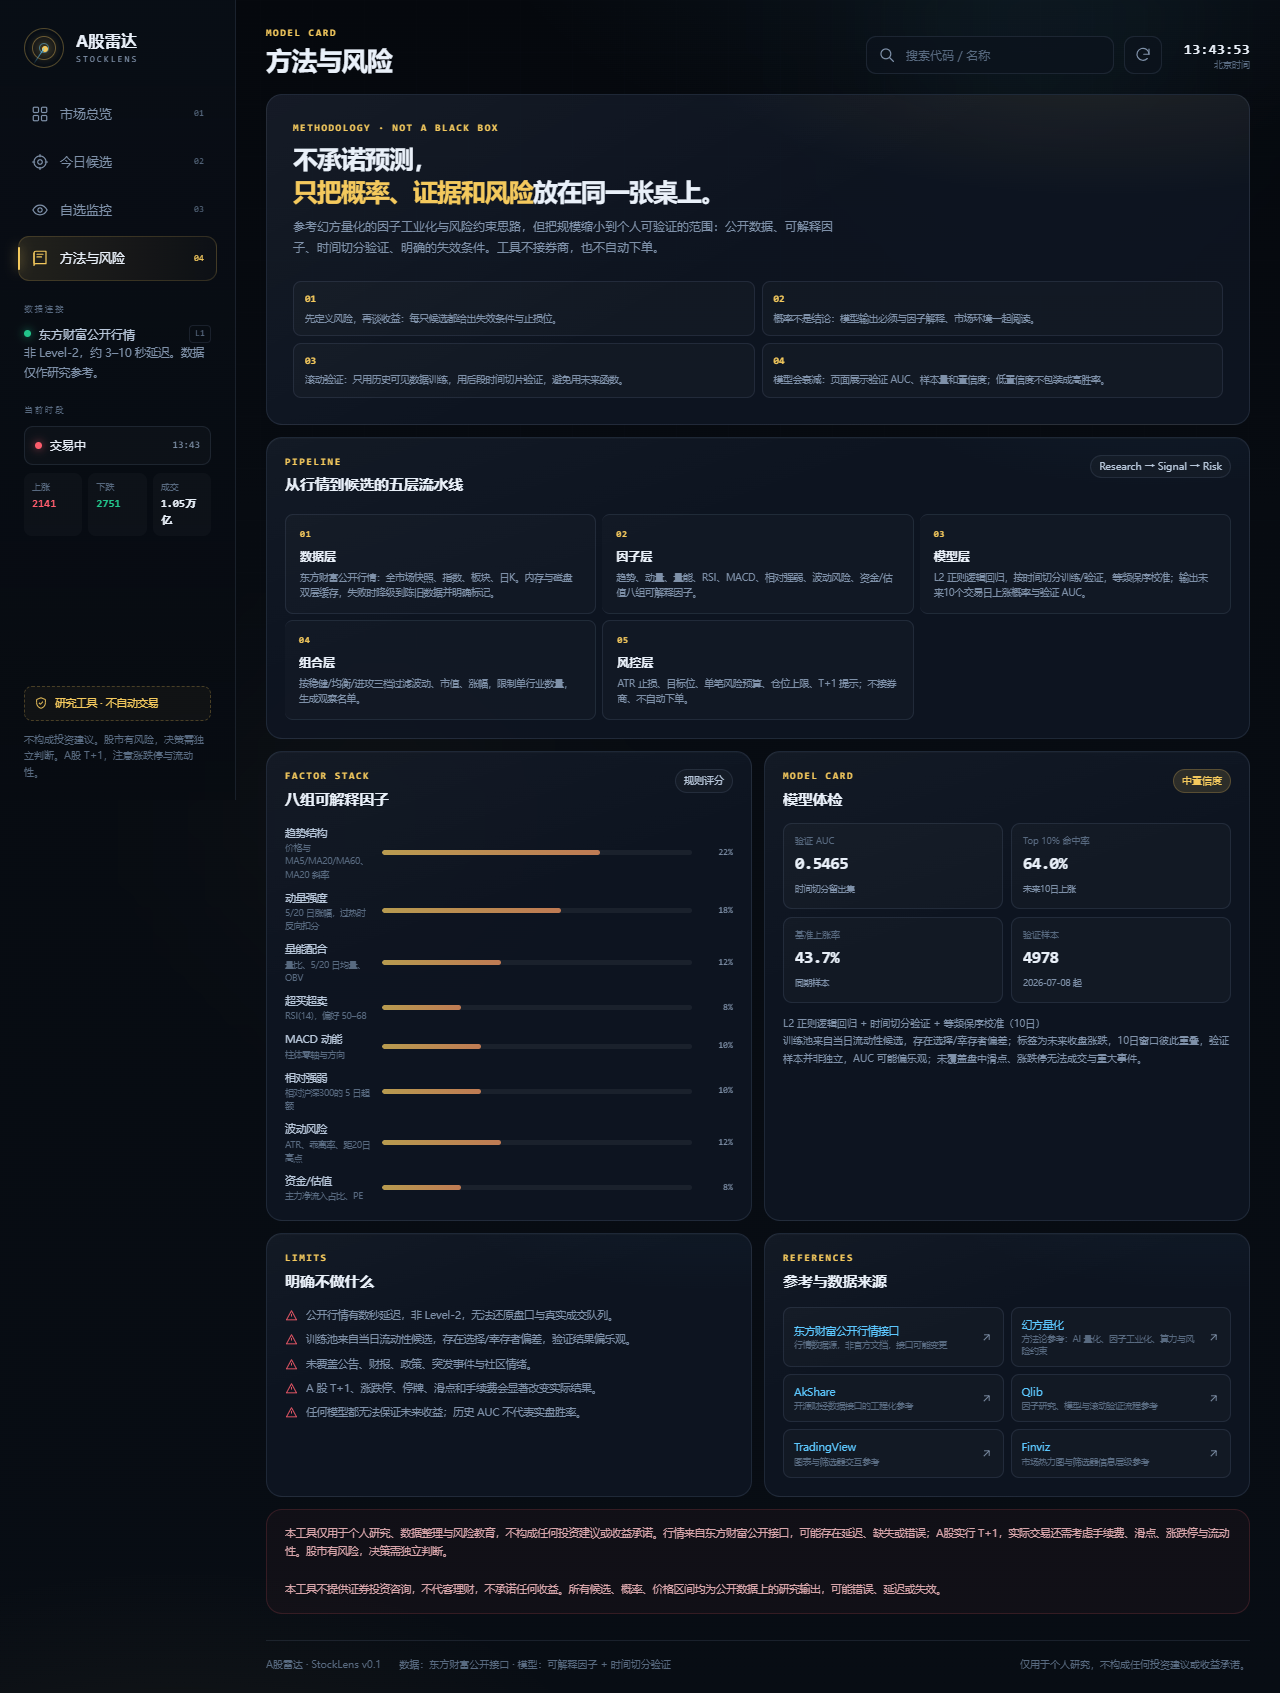 A股雷达
STOCKLENS
市场总览 01
今日候选 02
自选监控 03
方法与风险 04
数据连接
东方财富公开行情 L1
非 Level-2，约 3–10 秒延迟。数据
仅作研究参考。
当前时段
交易中 13:43
上涨 下跌 成交
2141 2751 1.05万
亿
研究工具 · 不自动交易
不构成投资建议。股市有风险，决策需独
立判断。A股 T+1，注意涨跌停与流动
性。
MODEL CARD
方法与风险
搜索代码 / 名称
13:43:53
北京时间
METHODOLOGY · NOT A BLACK BOX
不承诺预测，
只把概率、证据和风险放在同一张桌上。
参考幻方量化的因子工业化与风险约束思路，但把规模缩小到个人可验证的范围：公开数据、可解释因
子、时间切分验证、明确的失效条件。工具不接券商，也不自动下单。
01
先定义风险，再谈收益：每只候选都给出失效条件与止损位。
02
概率不是结论：模型输出必须与因子解释、市场环境一起阅读。
03
滚动验证：只用历史可见数据训练，用后段时间切片验证，避免用未来函数。
04
模型会衰减：页面展示验证 AUC、样本量和置信度；低置信度不包装成高胜率。
PIPELINE
从行情到候选的五层流水线
Research → Signal → Risk
01
数据层
东方财富公开行情：全市场快照、指数、板块、日K。内存与磁盘
双层缓存，失败时降级到陈旧数据并明确标记。
02
因子层
趋势、动量、量能、RSI、MACD、相对强弱、波动风险、资金/估
值八组可解释因子。
03
模型层
L2 正则逻辑回归，按时间切分训练/验证，等频保序校准；输出未
来10个交易日上涨概率与验证 AUC。
04
组合层
按稳健/均衡/进攻三档过滤波动、市值、涨幅，限制单行业数量，
生成观察名单。
05
风控层
ATR 止损、目标位、单笔风险预算、仓位上限、T+1 提示；不接券
商、不自动下单。
FACTOR STACK
八组可解释因子
规则评分
趋势结构
价格与
MA5/MA20/MA60、
MA20 斜率
22%
动量强度
5/20 日涨幅，过热时
反向扣分
18%
量能配合
量比、5/20 日均量、
OBV
12%
超买超卖
RSI(14)，偏好 50–68
8%
MACD 动能
柱体零轴与方向
10%
相对强弱
相对沪深300的 5 日超
额
10%
波动风险
ATR、乖离率、距20日
高点
12%
资金/估值
主力净流入占比、PE
8%
MODEL CARD
模型体检
中置信度
验证 AUC
0.5465
时间切分留出集
Top 10% 命中率
64.0%
未来10日上涨
基准上涨率
43.7%
同期样本
验证样本
4978
2026-07-08 起
L2 正则逻辑回归 + 时间切分验证 + 等频保序校准（10日）
训练池来自当日流动性候选，存在选择/幸存者偏差；标签为未来收盘涨跌，10日窗口彼此重叠，验证
样本并非独立，AUC 可能偏乐观；未覆盖盘中滑点、涨跌停无法成交与重大事件。
LIMITS
明确不做什么
公开行情有数秒延迟，非 Level-2，无法还原盘口与真实成交队列。
训练池来自当日流动性候选，存在选择/幸存者偏差，验证结果偏乐观。
未覆盖公告、财报、政策、突发事件与社区情绪。
A 股 T+1、涨跌停、停牌、滑点和手续费会显著改变实际结果。
任何模型都无法保证未来收益；历史 AUC 不代表实盘胜率。
REFERENCES
参考与数据来源
东方财富公开行情接口
行情数据源，非官方文档，接口可能变更
幻方量化
方法论参考：AI 量化、因子工业化、算力与风
险约束
AkShare
开源财经数据接口的工程化参考
Qlib
因子研究、模型与滚动验证流程参考
TradingView
图表与筛选器交互参考
Finviz
市场热力图与筛选器信息层级参考
本工具仅用于个人研究、数据整理与风险教育，不构成任何投资建议或收益承诺。行情来自东方财富公开接口，可能存在延迟、缺失或错误；A股实行 T+1，实际交易还需考虑手续费、滑点、涨跌停与流动
性。股市有风险，决策需独立判断。
本工具不提供证券投资咨询，不代客理财，不承诺任何收益。所有候选、概率、价格区间均为公开数据上的研究输出，可能错误、延迟或失效。
A股雷达 · StockLens v0.1 数据：东方财富公开接口 · 模型：可解释因子 + 时间切分验证
仅用于个人研究，不构成任何投资建议或收益承诺。